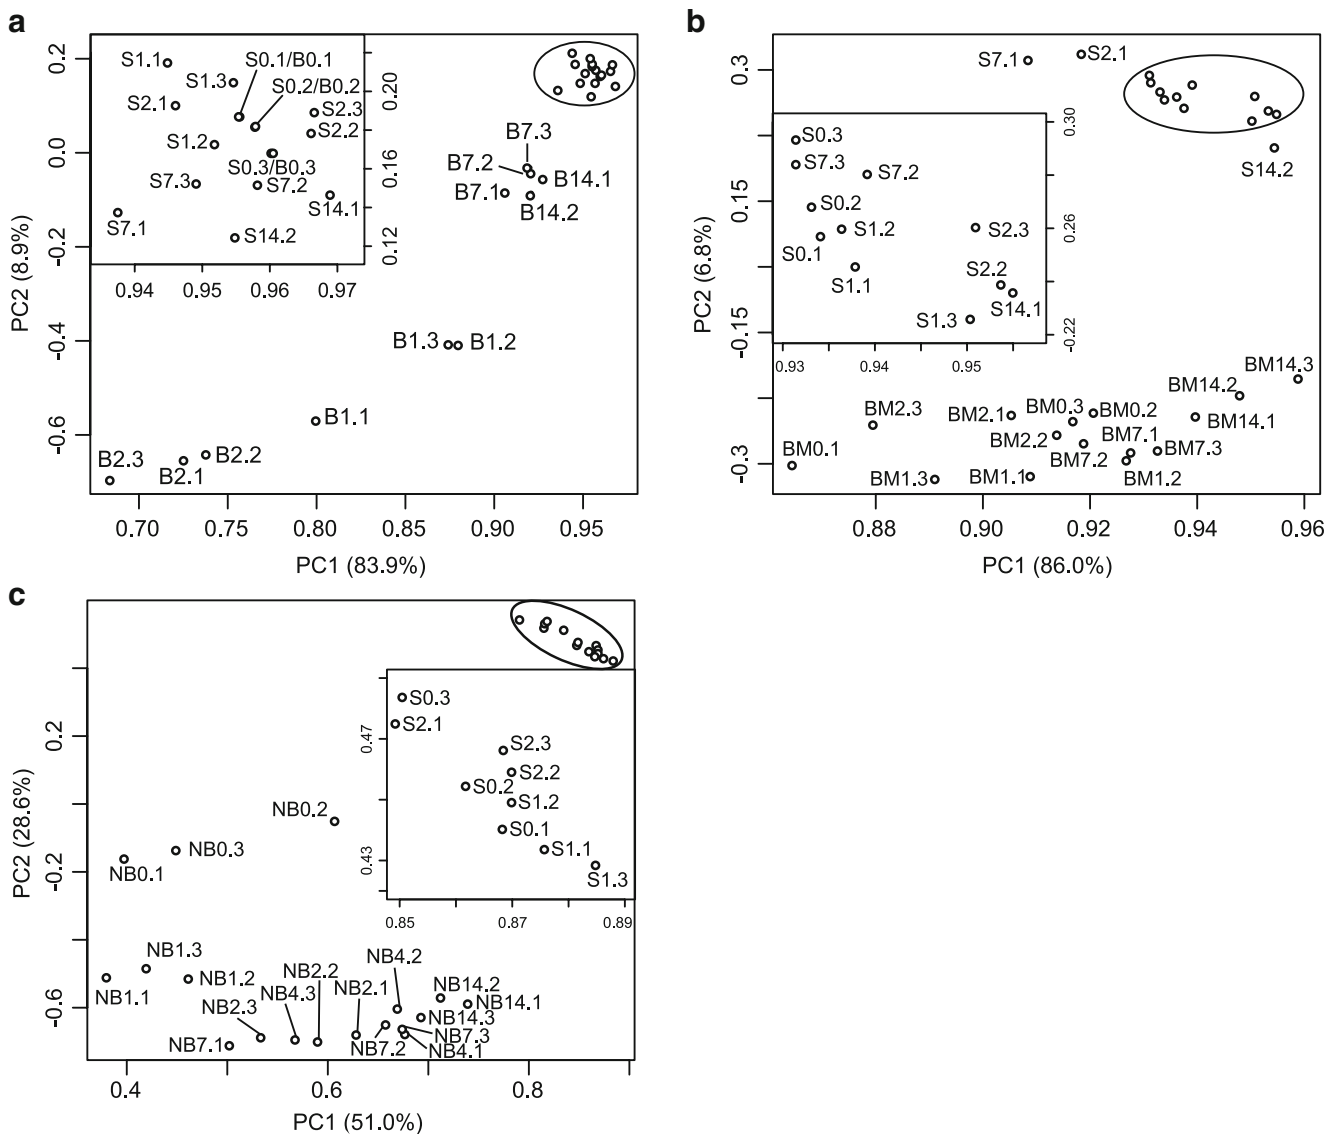 a
b
0.2
0.0
-0.2
-0.4
-0.6
PC2 (8.9%)
S1.1
S0.1/B0.1
S1.3
S0.2/B0.2
S2.1
S2.3
S2.2
S1.2
S0.3/B0.3
S7.3
S7.2
S14.1
S7.1
S14.2
0.20
0.16
0.12
0.94
0.95
0.96
0.97
B7.3
B7.2
B14.1
B7.1
B14.2
B1.3
B1.2
B1.1
B2.3
B2.2
B2.1
0.70
0.75
0.80
0.85
0.90
0.95
PC1 (83.9%)
0.3
0.15
-0.15
-0.3
PC2 (6.8%)
S7.1
S2.1
S14.2
S0.3
S7.3
S7.2
S0.2
S1.2
S2.3
S0.1
S1.1
S2.2
S14.1
S1.3
0.30
0.26
-0.22
0.93
0.94
0.95
BM14.3
BM14.2
BM2.3
BM2.1
BM0.3
BM0.2
BM14.1
BM2.2
BM7.1
BM0.1
BM7.2
BM7.3
BM1.3
BM1.1
BM1.2
0.88
0.90
0.92
0.94
0.96
PC1 (86.0%)
c
0.2
-0.2
-0.6
PC2 (28.6%)
S0.3
S2.1
S2.3
S2.2
S0.2
S1.2
S0.1
S1.1
S1.3
0.47
0.43
0.85
0.87
0.89
NB0.2
NB0.3
NB0.1
NB1.3
NB4.2
NB1.1
NB1.2
NB2.2
NB2.1
NB14.2
NB4.3
NB14.1
NB2.3
NB14.3
NB7.3
NB7.1
NB7.2
NB4.1
0.4
0.6
0.8
PC1 (51.0%)